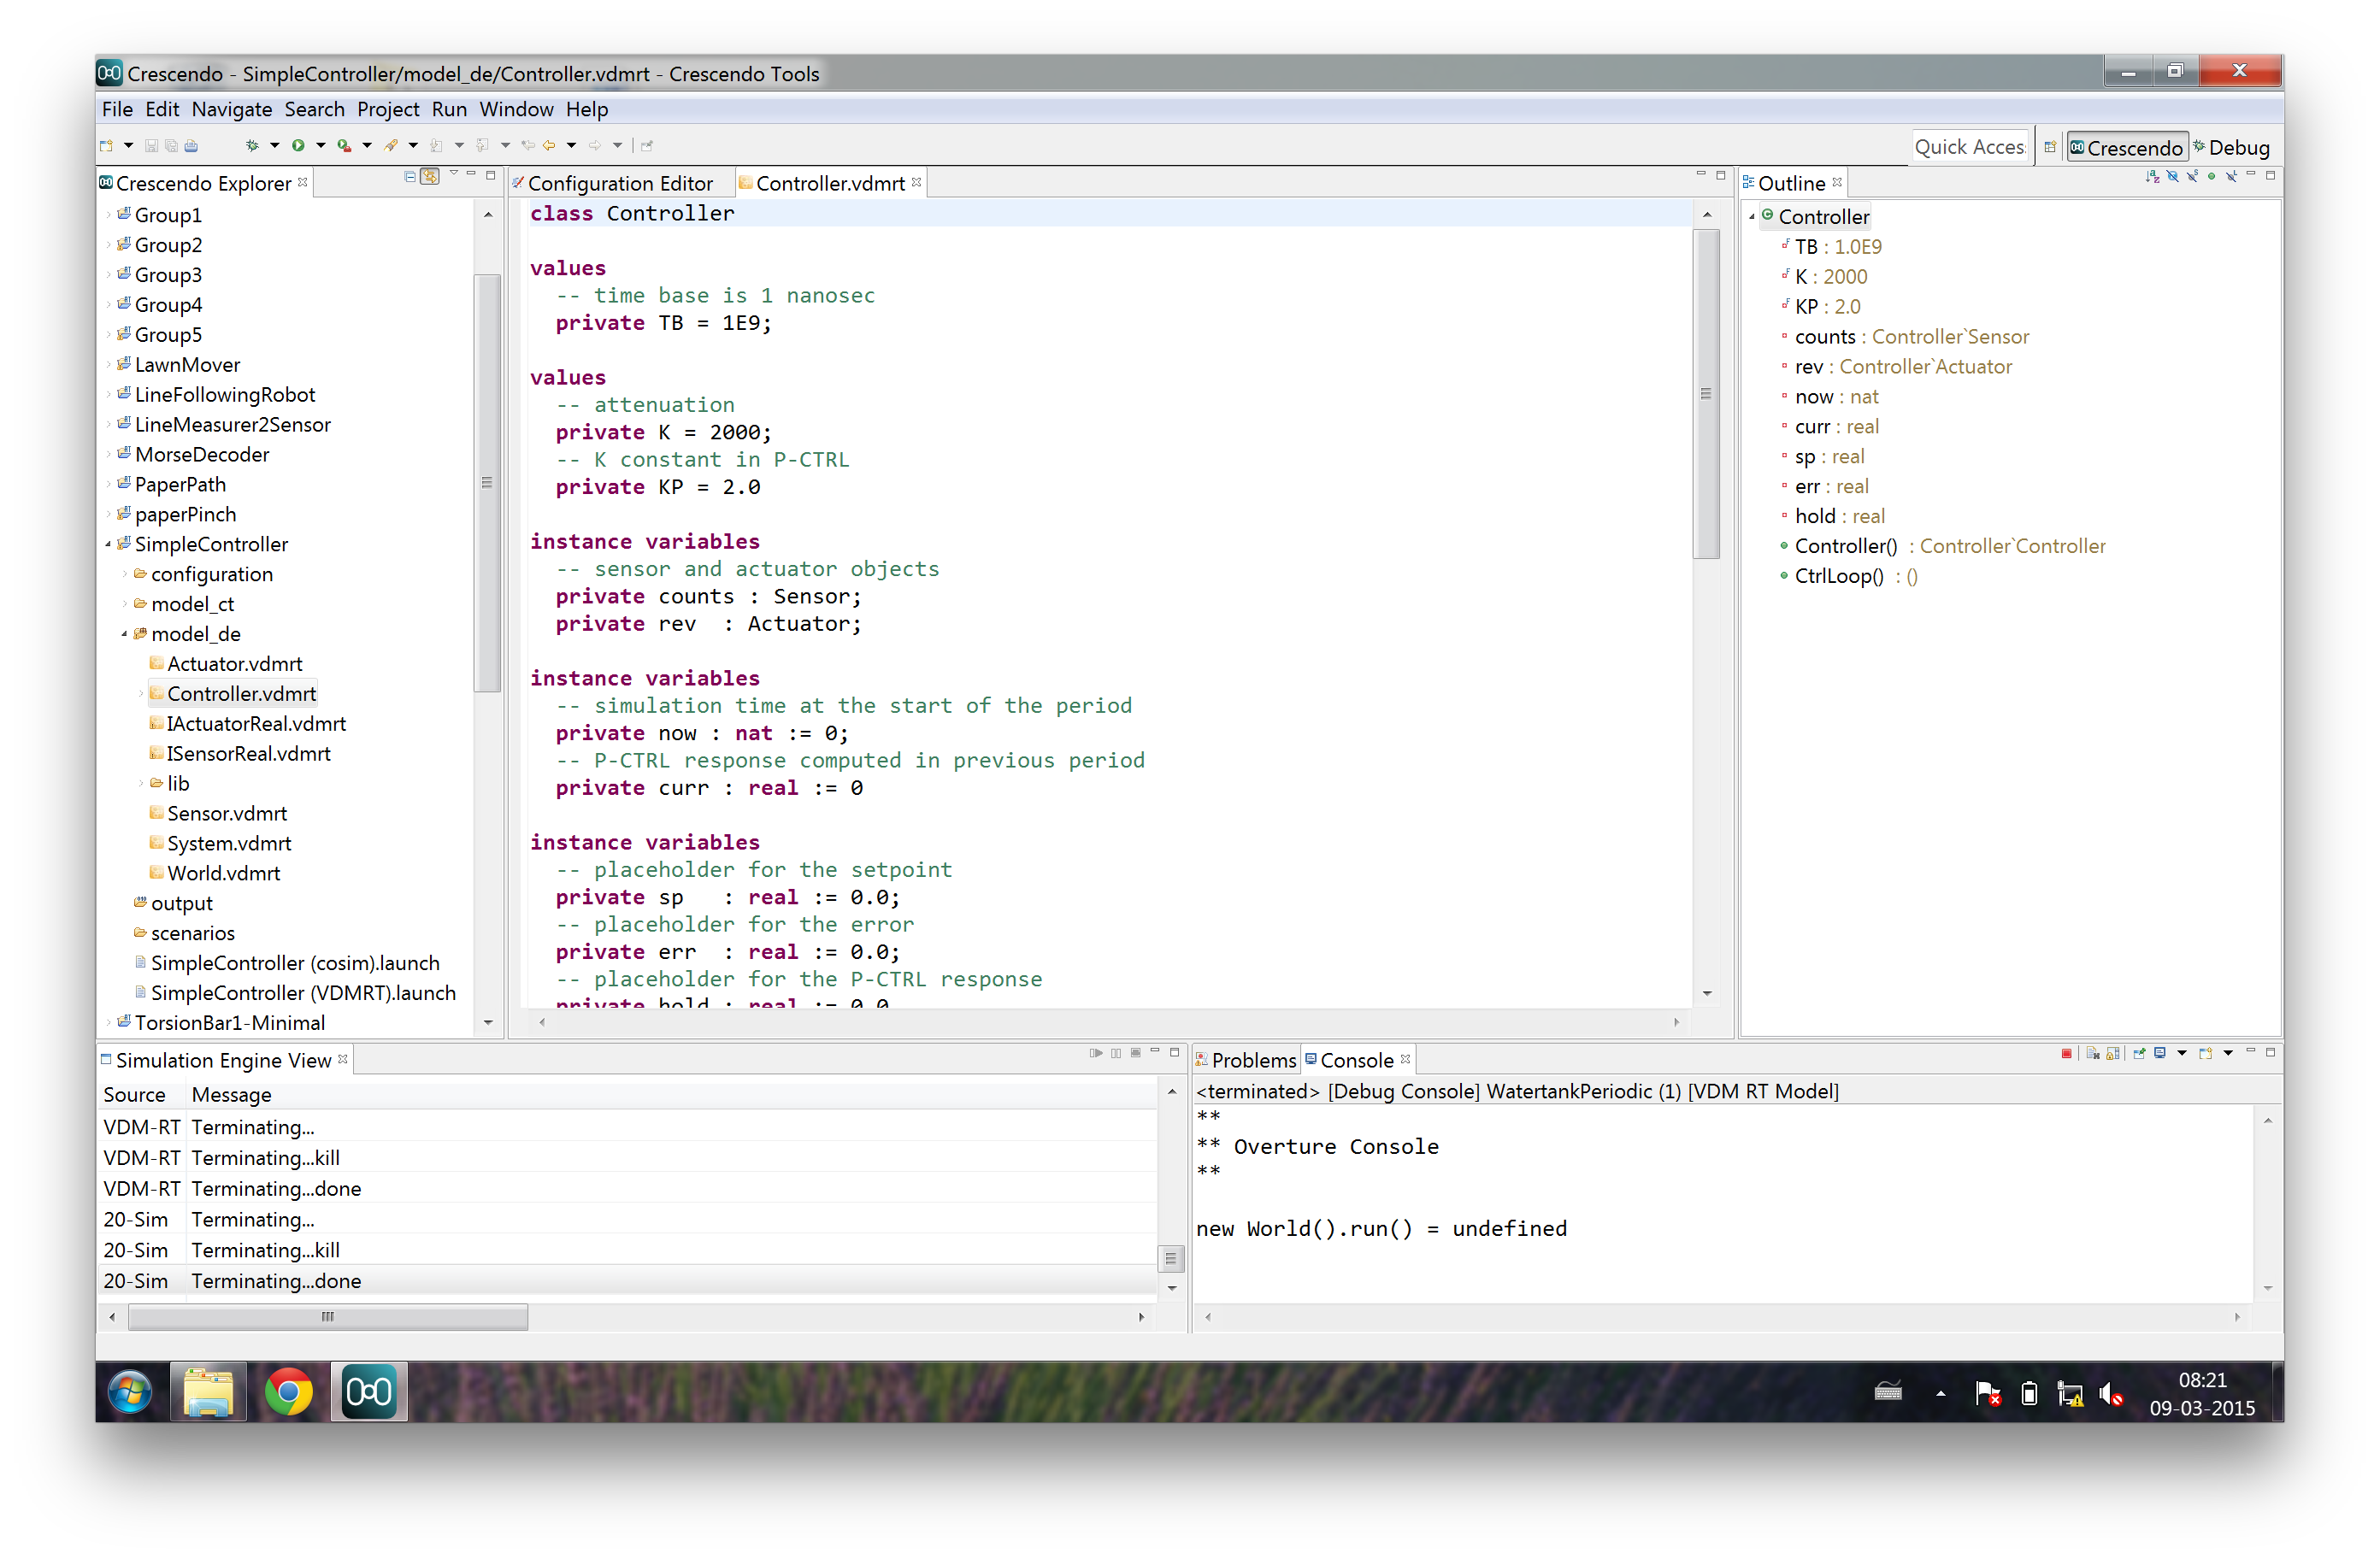 Crescendo - SimpleController/model_de/Controller.vdmrt - Crescendo Tools
File Edit Navigate Search Project Run Window Help
Quick Acces
Crescendo
Debug
Crescendo Explorer
Group1
Group2
Group3
Group4
Group5
LawnMover
LineFollowingRobot
LineMeasurer2Sensor
MorseDecoder
PaperPath
paperPinch
SimpleController
configuration
model_ct
model_de
Actuator.vdmrt
Controller.vdmrt
IActuatorReal.vdmrt
ISensorReal.vdmrt
lib
Sensor.vdmrt
System.vdmrt
World.vdmrt
output
scenarios
SimpleController (cosim).launch
SimpleController (VDMRT).launch
TorsionBar1-Minimal
Configuration Editor
Controller.vdmrt
class Controller
values
-- time base is 1 nanosec
private TB = 1E9;
values
-- attenuation
private K = 2000;
-- K constant in P-CTRL
private KP = 2.0
instance variables
-- sensor and actuator objects
private counts : Sensor;
private rev  : Actuator;
instance variables
-- simulation time at the start of the period
private now : nat := 0;
-- P-CTRL response computed in previous period
private curr : real := 0
instance variables
-- placeholder for the setpoint
private sp   : real := 0.0;
-- placeholder for the error
private err  : real := 0.0;
-- placeholder for the P-CTRL response
private hold : real := 0.0
Outline
Controller
TB : 1.0E9
K : 2000
KP : 2.0
counts : Controller`Sensor
rev : Controller`Actuator
now : nat
curr : real
sp : real
err : real
hold : real
Controller() : Controller`Controller
CtrlLoop() : ()
Simulation Engine View
Source Message
VDM-RT Terminating...
VDM-RT Terminating...kill
VDM-RT Terminating...done
20-Sim Terminating...
20-Sim Terminating...kill
20-Sim Terminating...done
Problems
Console
<terminated> [Debug Console] WatertankPeriodic (1) [VDM RT Model]
**
** Overture Console
**
new World().run() = undefined
08:21
09-03-2015